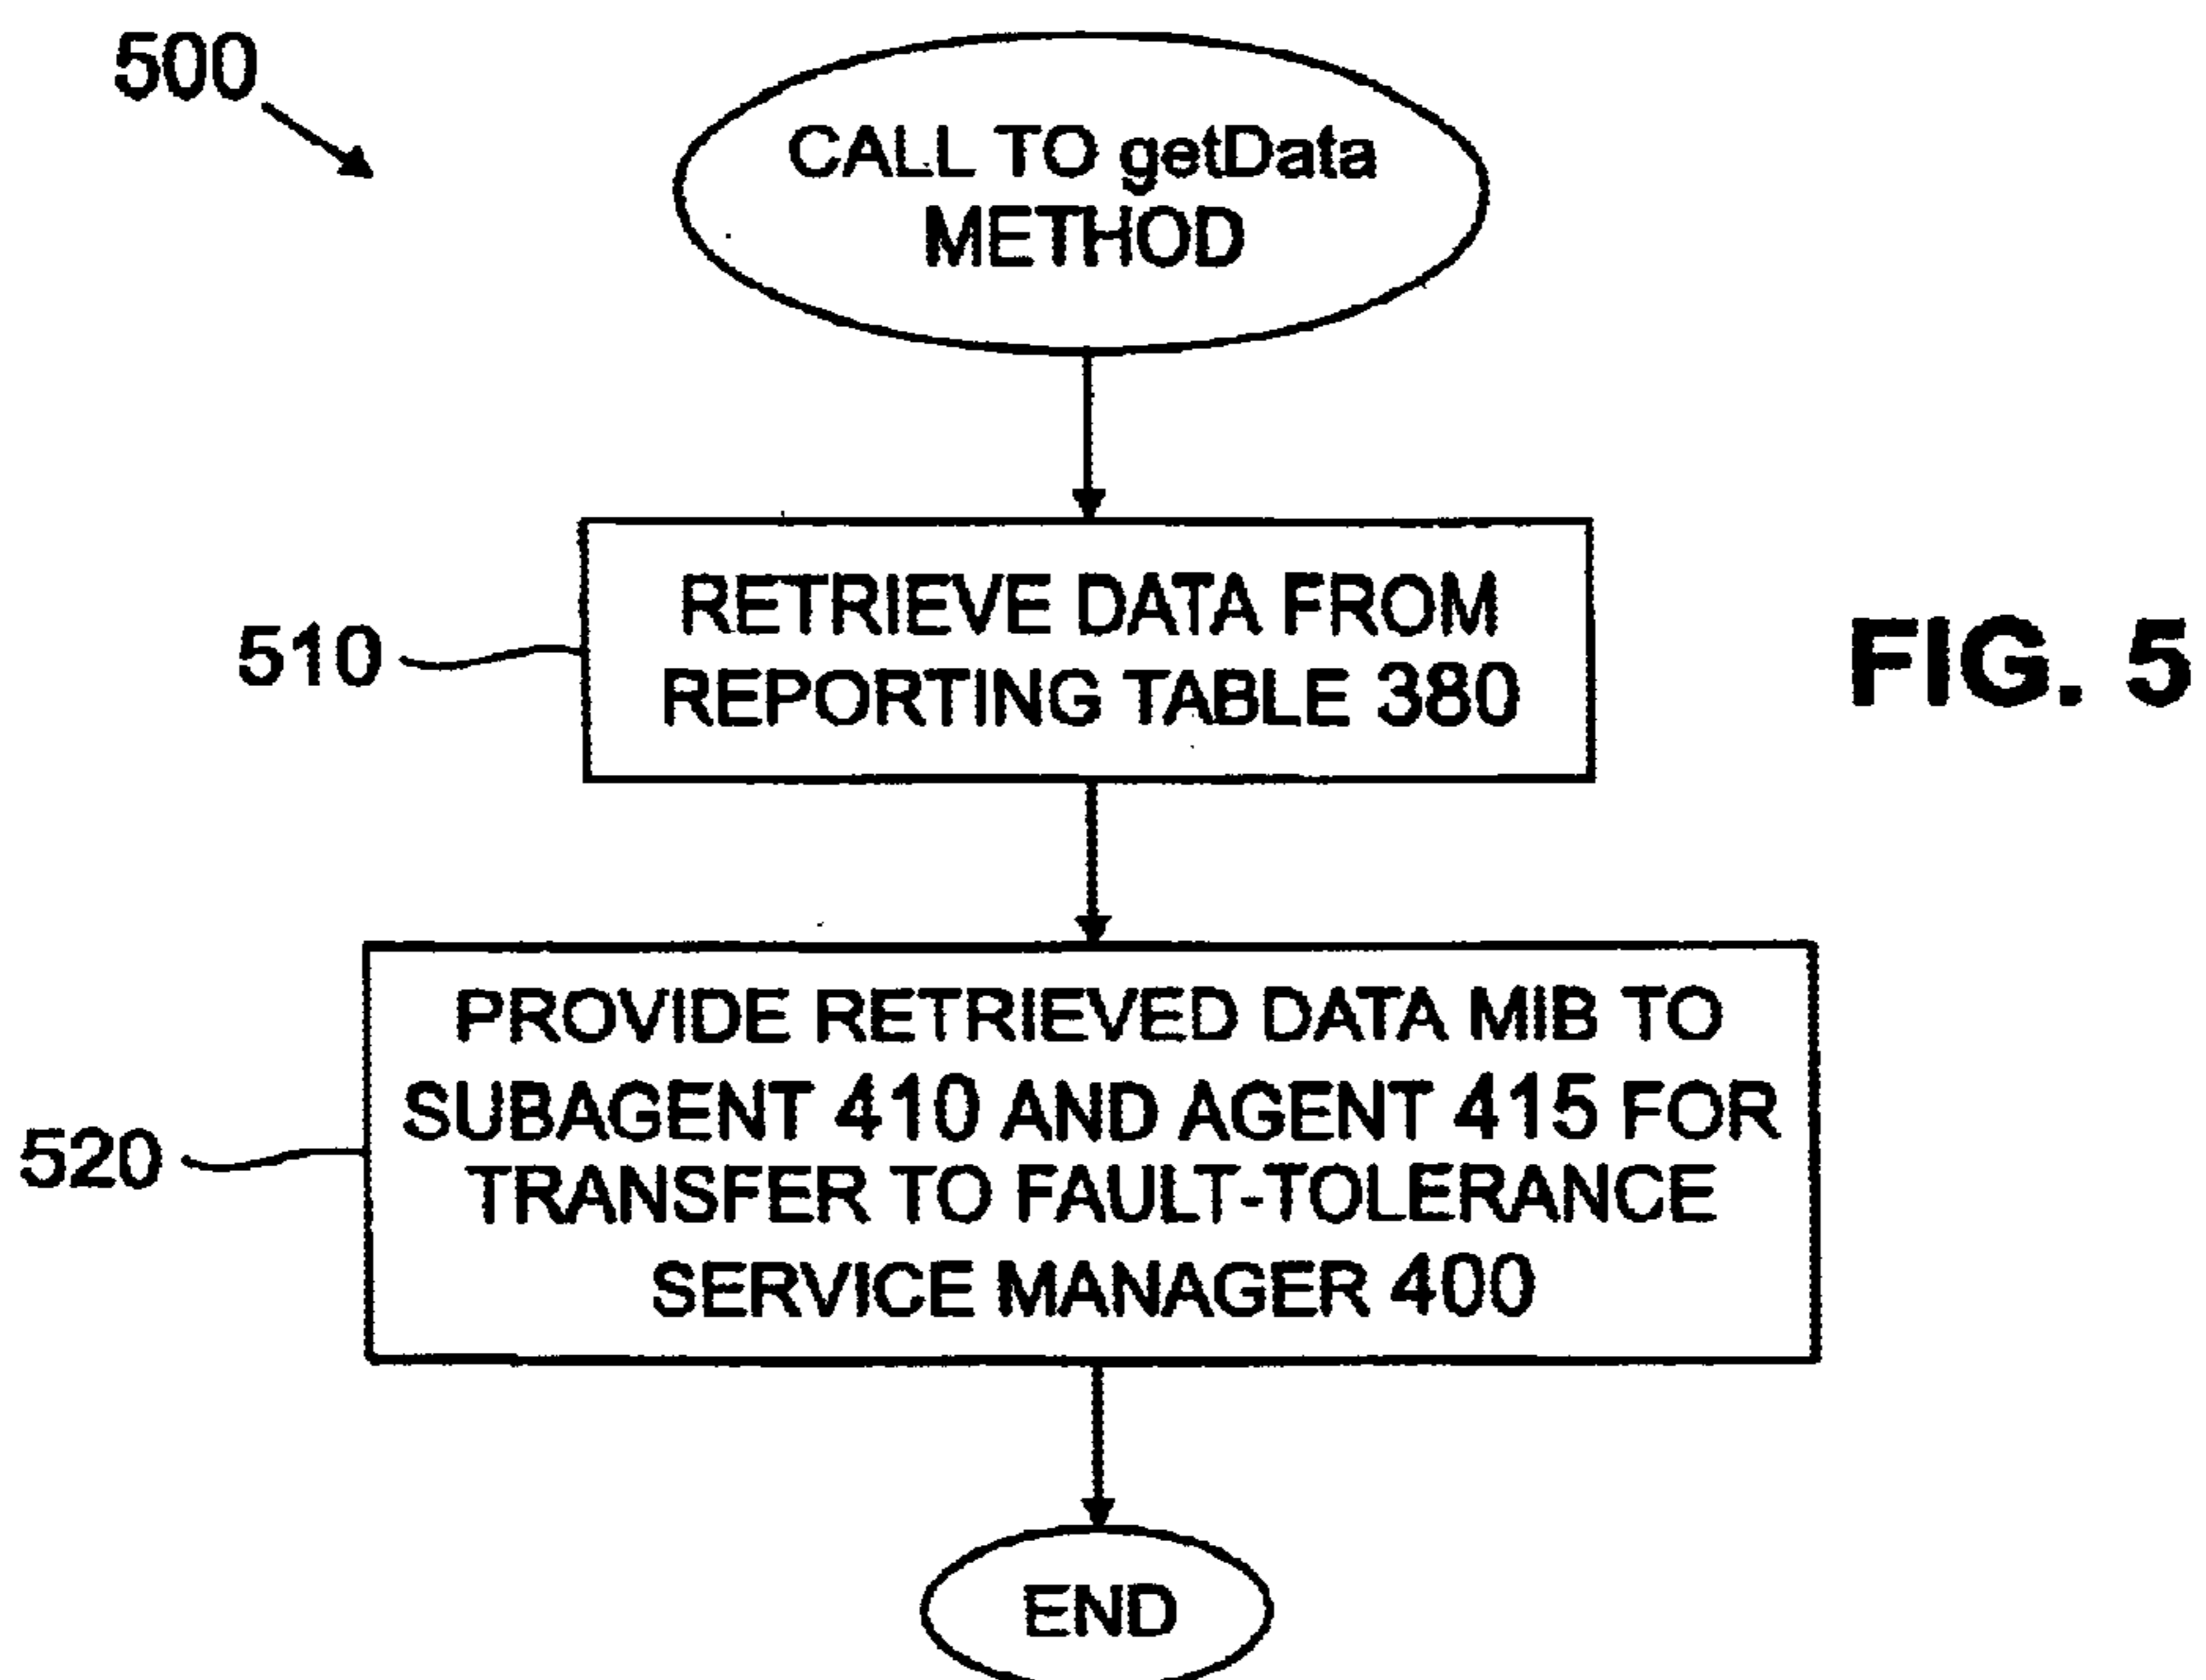 500
CALL TO getData
METHOD
RETRIEVE DATA FROM
REPORTING TABLE 380
510
FIG. 5
PROVIDE RETRIEVED DATA MIB TO
SUBAGENT 410 AND AGENT 415 FOR
TRANSFER TO FAULT-TOLERANCE
SERVICE MANAGER 400
520
END